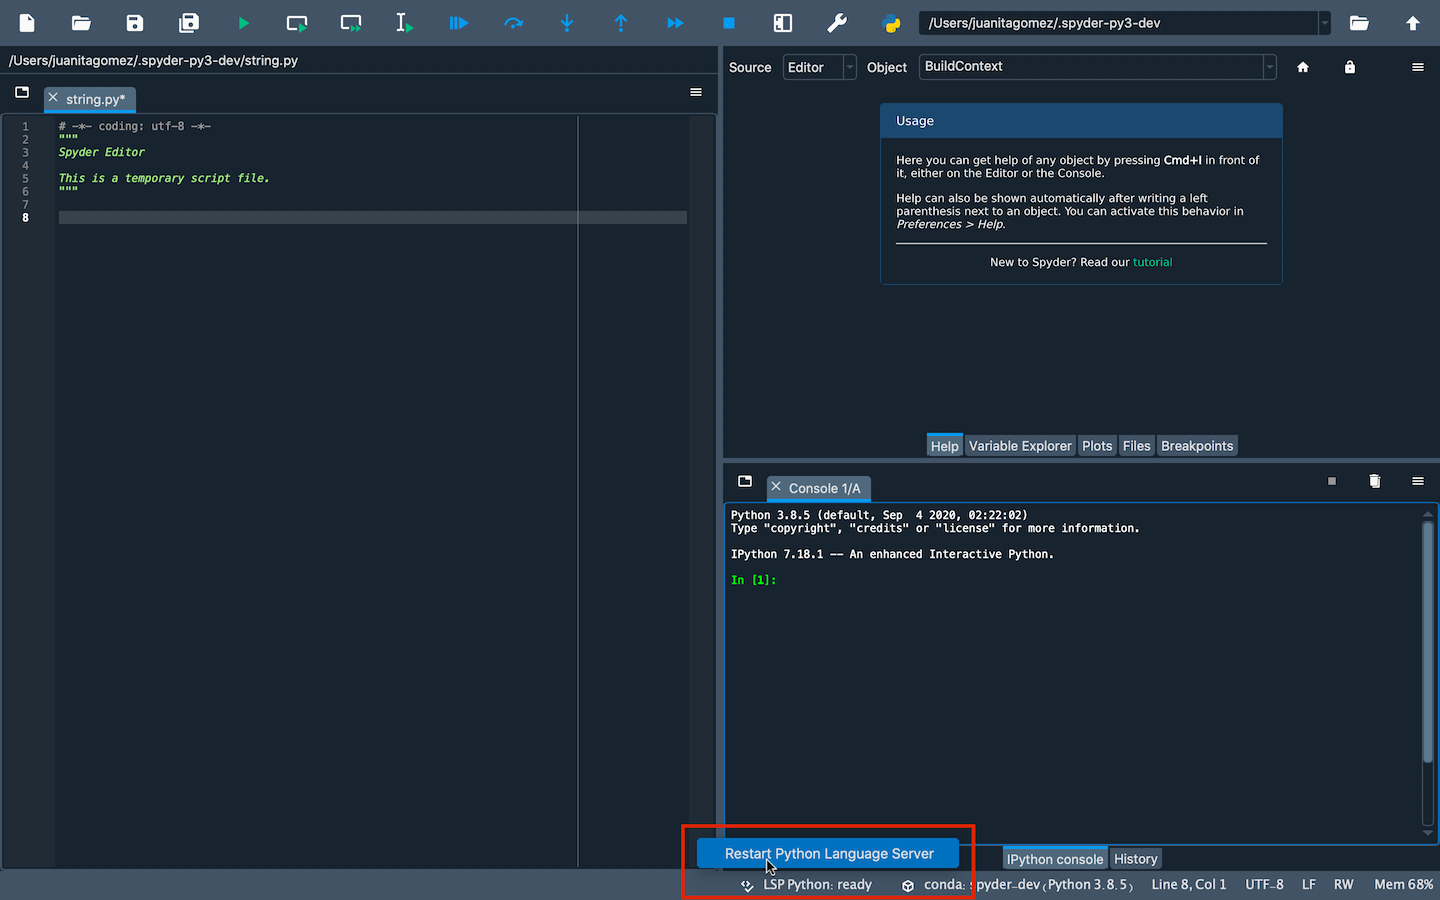 /Users/juanitagomez/.spyder-py3-dev
/Users/juanitagomez/.spyder-py3-dev/string.py
string.py*
1 # -*- coding: utf-8 -*-
2 """
3 Spyder Editor
4
5 This is a temporary script file.
6 """
7
8
Source Editor Object BuildContext
Usage
Here you can get help of any object by pressing Cmd+I in front of
it, either on the Editor or the Console.
Help can also be shown automatically after writing a left
parenthesis next to an object. You can activate this behavior in
Preferences > Help.
New to Spyder? Read our tutorial
Help Variable Explorer Plots Files Breakpoints
Console 1/A
Python 3.8.5 (default, Sep  4 2020, 02:22:02)
Type "copyright", "credits" or "license" for more information.
IPython 7.18.1 -- An enhanced Interactive Python.
In [1]:
Restart Python Language Server
IPython console History
LSP Python: ready conda: spyder-dev (Python 3.8.5) Line 8, Col 1 UTF-8 LF RW Mem 68%